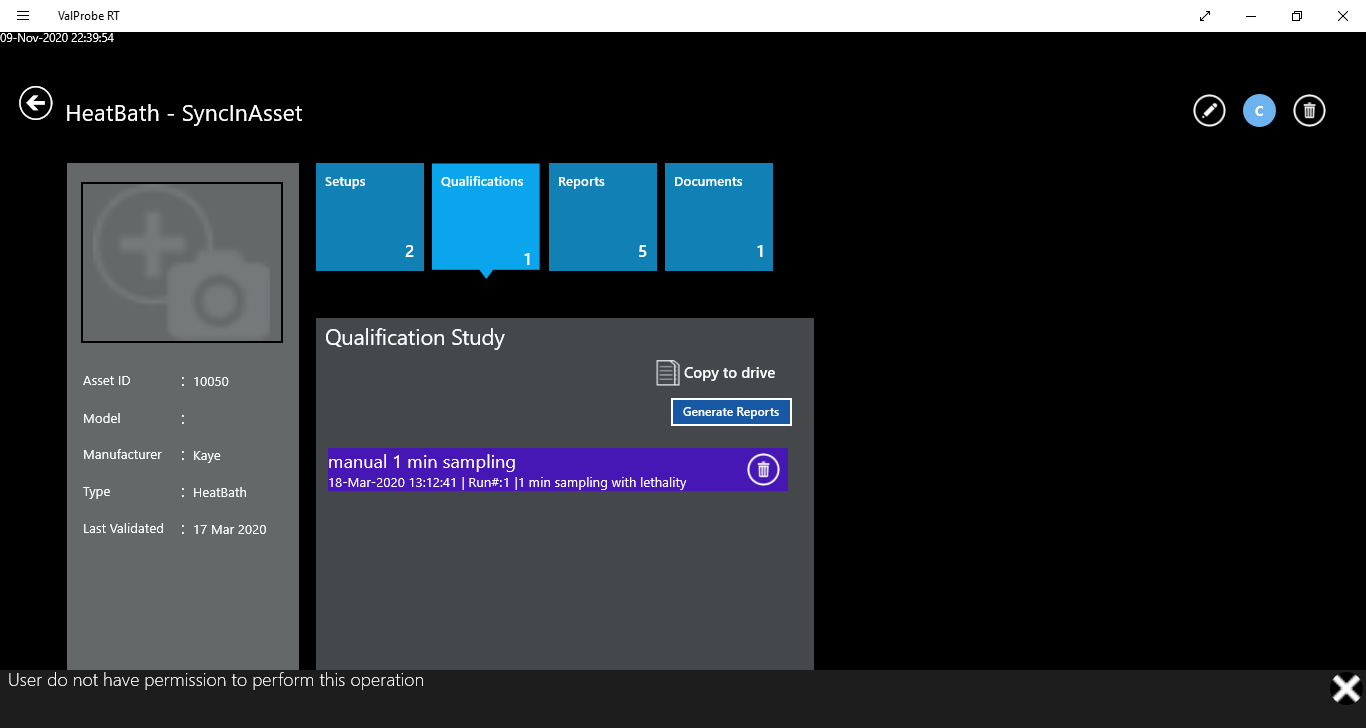 ValProbe RT
09-Nov-2020 22:39:54
HeatBath - SyncInAsset
C
Setups
2
Qualifications
1
Reports
5
Documents
1
Asset ID : 10050
Model :
Manufacturer : Kaye
Type : HeatBath
Last Validated : 17 Mar 2020
Qualification Study
Copy to drive
Generate Reports
manual 1 min sampling
18-Mar-2020 13:12:41 | Run#:1 |1 min sampling with lethality
User do not have permission to perform this operation